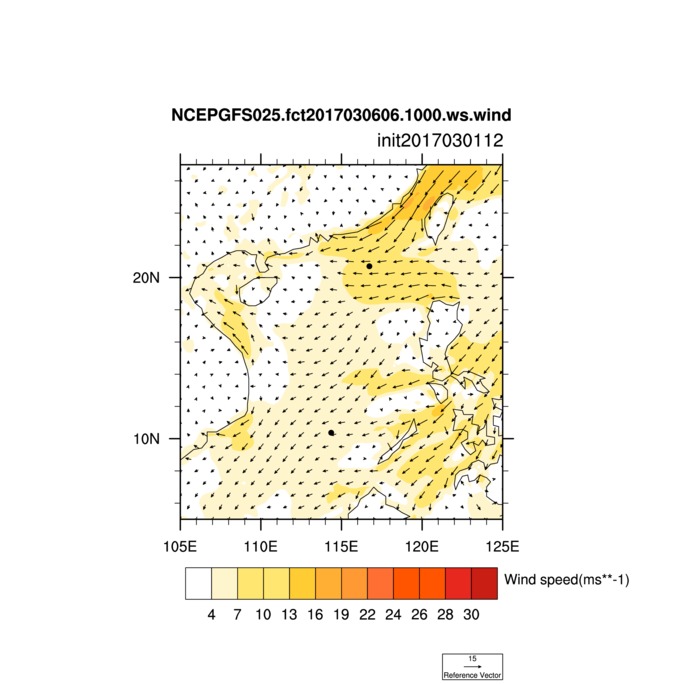 NCEPGFS025.fct2017030606.1000.ws.wind
init2017030112
20N
10N
105E 110E 115E 120E 125E
Wind speed(ms**-1)
4 7 10 13 16 19 22 24 26 28 30
15
Reference Vector